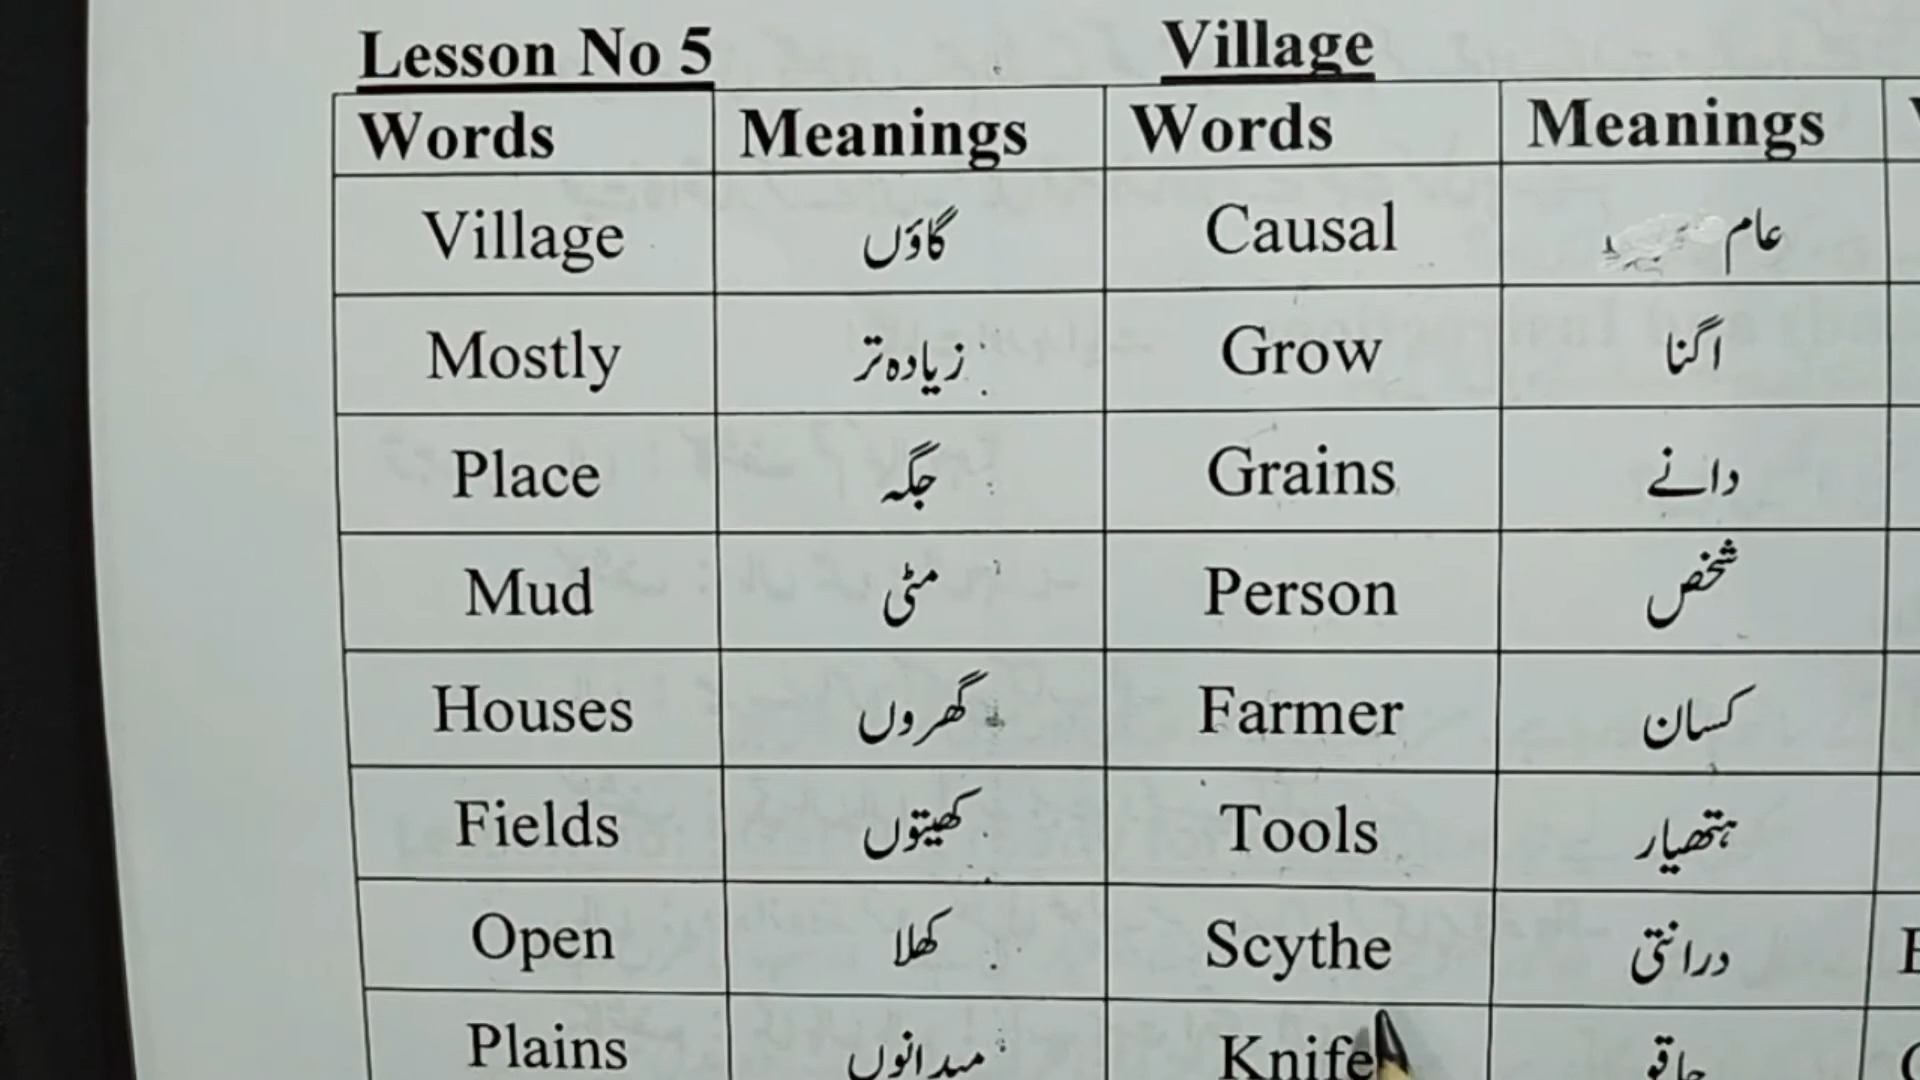 Lesson No 5 Village
Words Meanings Words Meanings
Village گاؤں Causal عام
Mostly زیادہ تر Grow اگنا
Place جگہ Grains دانے
Mud مٹی Person شخص
Houses گھروں Farmer کسان
Fields کھیتوں Tools ہتھیار
Open کھلا Scythe درانتی
Plains میدانوں Knife چاقو